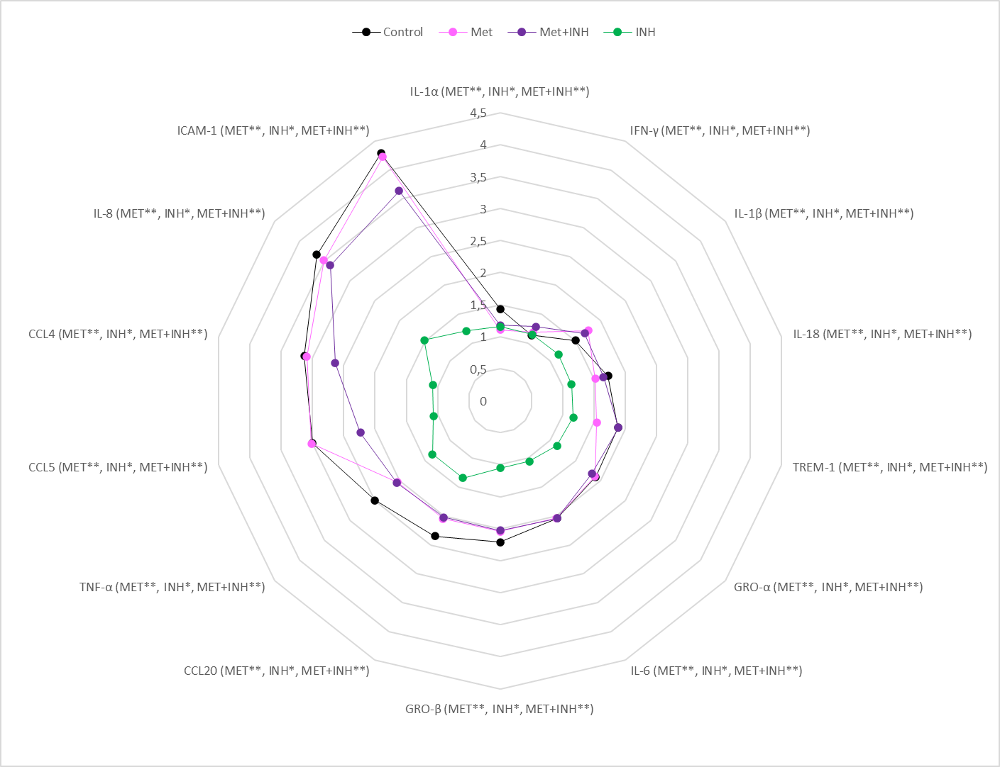 Control Met Met+INH INH
IL-1α (MET**, INH*, MET+INH**)
4,5
ICAM-1 (MET**, INH*, MET+INH**)
IFN-γ (MET**, INH*, MET+INH**)
4
3,5
IL-8 (MET**, INH*, MET+INH**)
3
IL-1β (MET**, INH*, MET+INH**)
2,5
2
1,5
CCL4 (MET**, INH*, MET+INH**)
1
IL-18 (MET**, INH*, MET+INH**)
0,5
0
CCL5 (MET**, INH*, MET+INH**)
TREM-1 (MET**, INH*, MET+INH**)
TNF-α (MET**, INH*, MET+INH**)
GRO-α (MET**, INH*, MET+INH**)
CCL20 (MET**, INH*, MET+INH**)
IL-6 (MET**, INH*, MET+INH**)
GRO-β (MET**, INH*, MET+INH**)